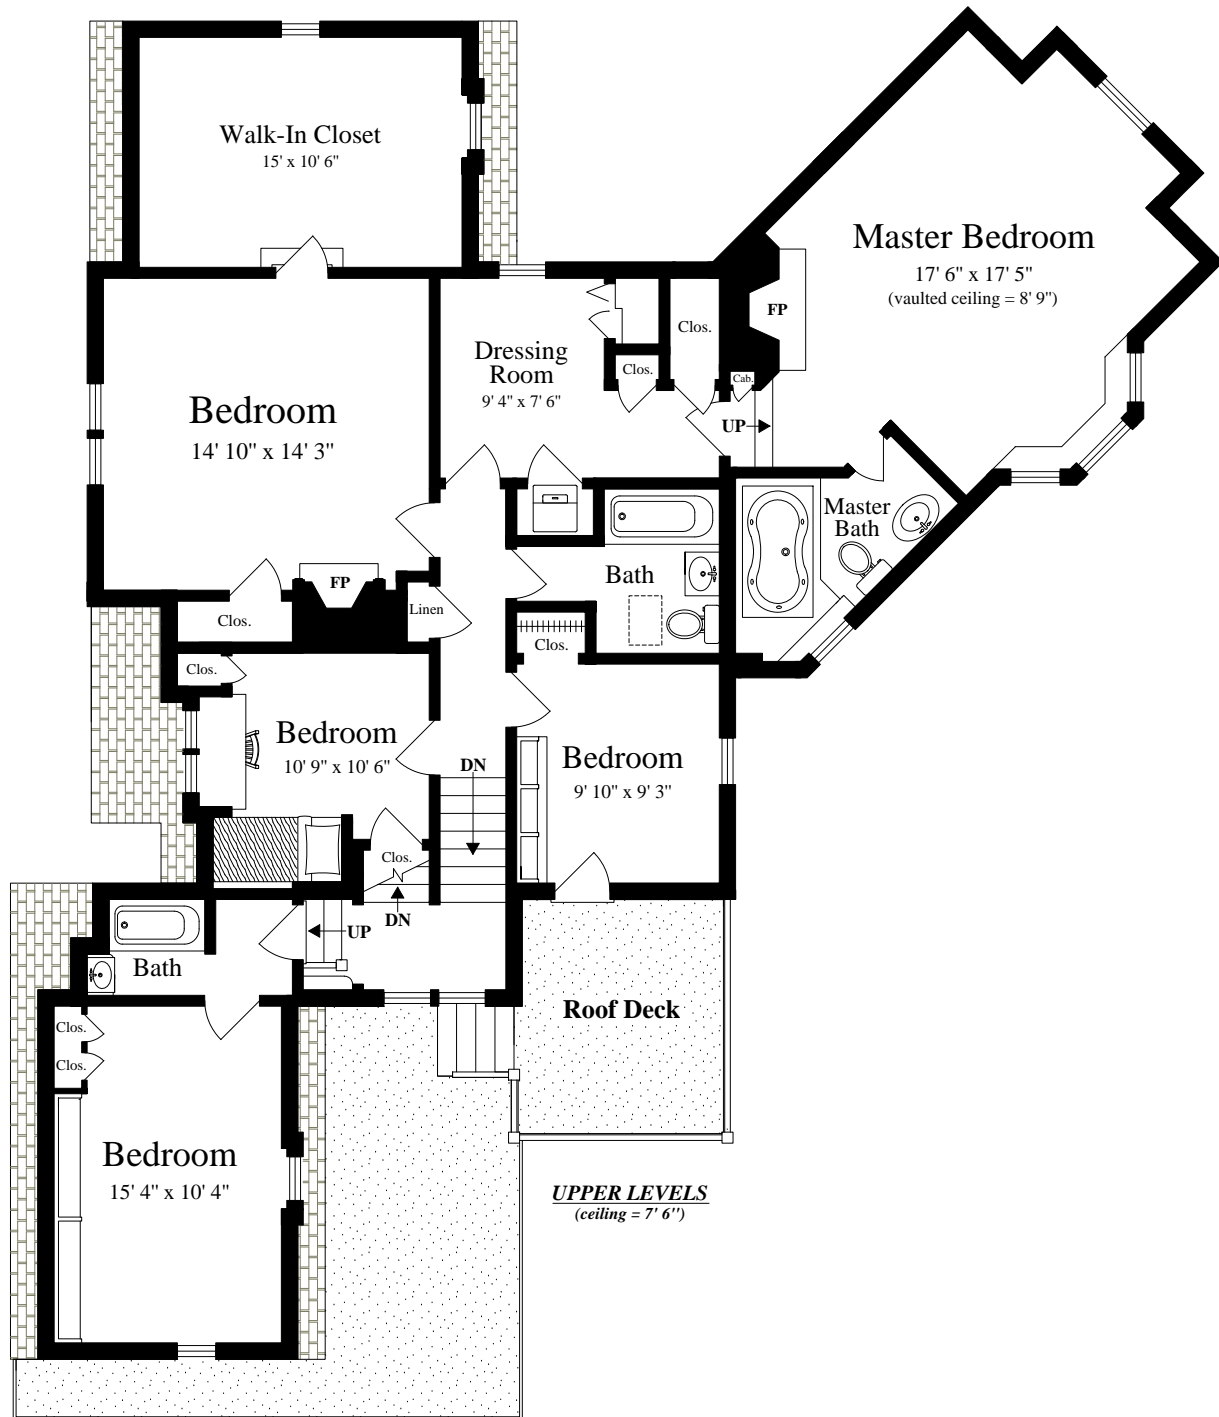 Walk-In Closet
15' x 10' 6"
Master Bedroom
17' 6" x 17' 5"
(vaulted ceiling = 8' 9")
FP
Clos.
Dressing
Room
9' 4" x 7' 6"
Clos.
Cab.
UP
Bedroom
14' 10" x 14' 3"
Master
Bath
FP
Bath
Linen
Clos.
Clos.
Clos.
Bedroom
10' 9" x 10' 6"
DN
Bedroom
9' 10" x 9' 3"
Clos.
DN
UP
Bath
Roof Deck
Clos.
Clos.
Bedroom
15' 4" x 10' 4"
UPPER LEVELS
(ceiling = 7' 6")